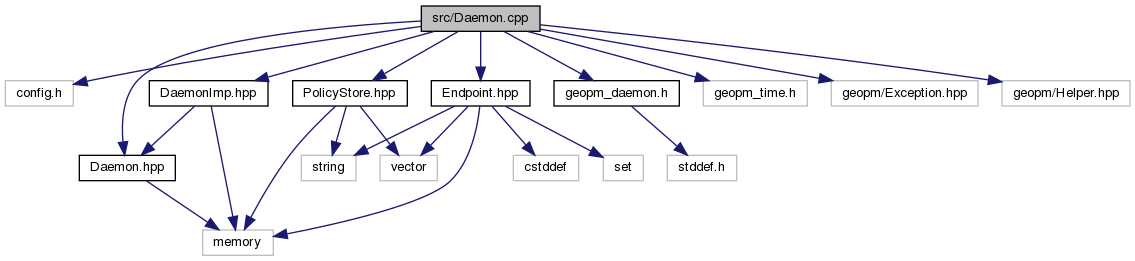 src/Daemon.cpp
config.h
DaemonImp.hpp
PolicyStore.hpp
Endpoint.hpp
geopm_daemon.h
geopm_time.h
geopm/Exception.hpp
geopm/Helper.hpp
Daemon.hpp
string
vector
cstddef
set
stddef.h
memory